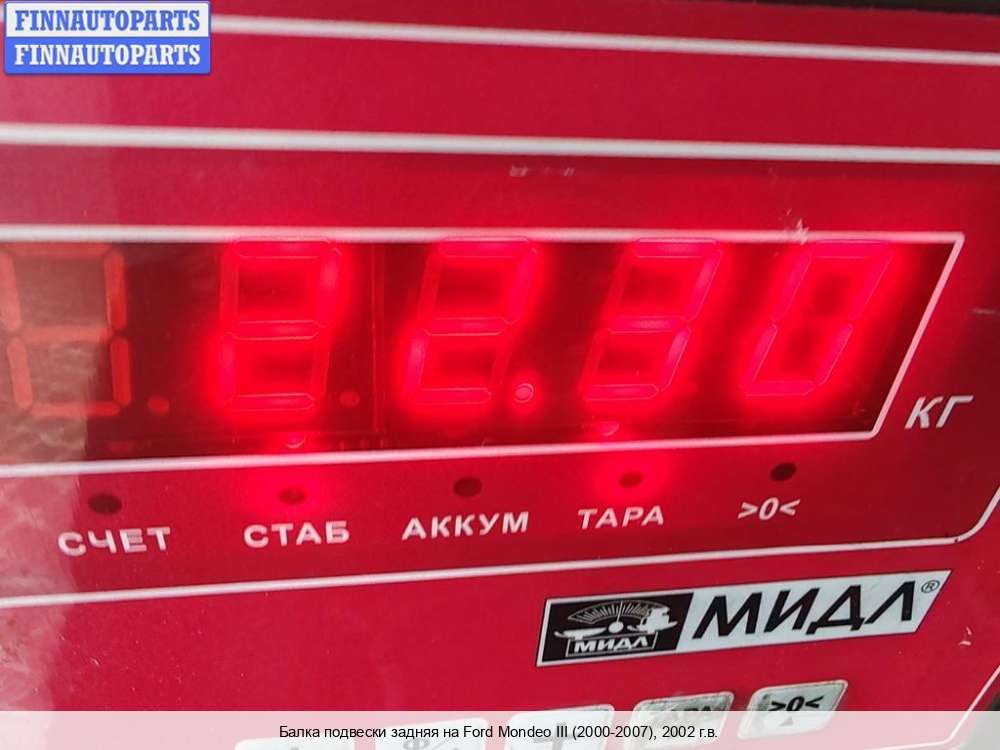 FINNAUTOPARTS
FINNAUTOPARTS
22.30
КГ
СЧЕТ СТАБ АККУМ ТАРА >0<
МИДЛ МИДЛ®
>0<
Балка подвески задняя на Ford Mondeo III (2000-2007), 2002 г.в.